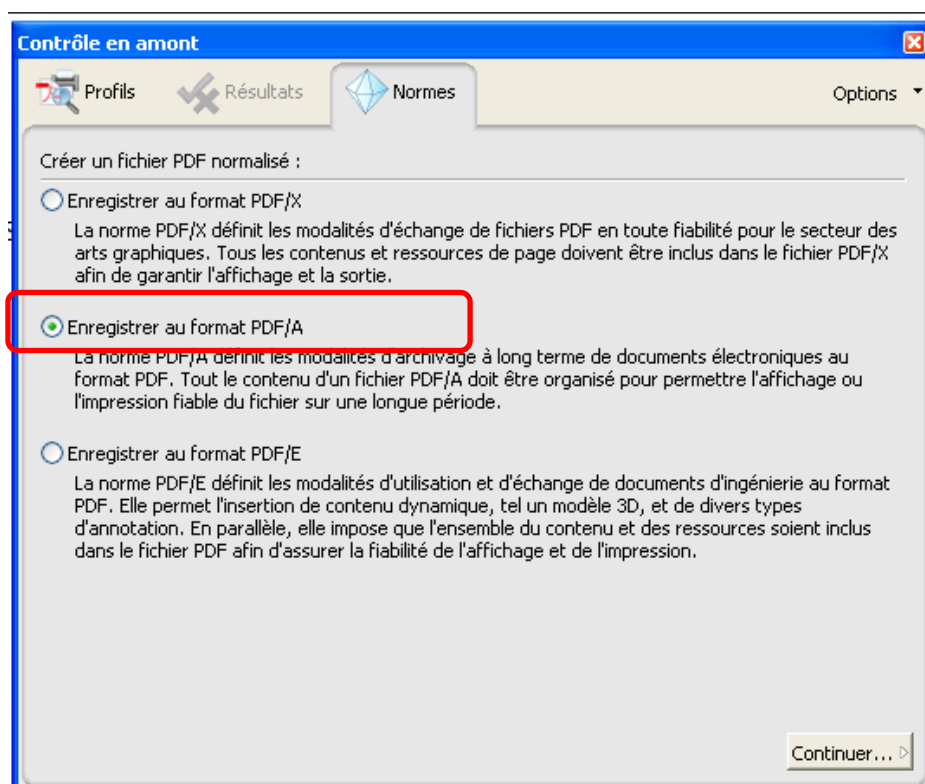 Contrôle en amont
Profils
Résultats
Normes
Options
Créer un fichier PDF normalisé :
Enregistrer au format PDF/X
La norme PDF/X définit les modalités d'échange de fichiers PDF en toute fiabilité pour le secteur des
arts graphiques. Tous les contenus et ressources de page doivent être inclus dans le fichier PDF/X
afin de garantir l'affichage et la sortie.
Enregistrer au format PDF/A
La norme PDF/A définit les modalités d'archivage à long terme de documents électroniques au
format PDF. Tout le contenu d'un fichier PDF/A doit être organisé pour permettre l'affichage ou
l'impression fiable du fichier sur une longue période.
Enregistrer au format PDF/E
La norme PDF/E définit les modalités d'utilisation et d'échange de documents d'ingénierie au format
PDF. Elle permet l'insertion de contenu dynamique, tel un modèle 3D, et de divers types
d'annotation. En parallèle, elle impose que l'ensemble du contenu et des ressources soient inclus
dans le fichier PDF afin d'assurer la fiabilité de l'affichage et de l'impression.
Continuer...